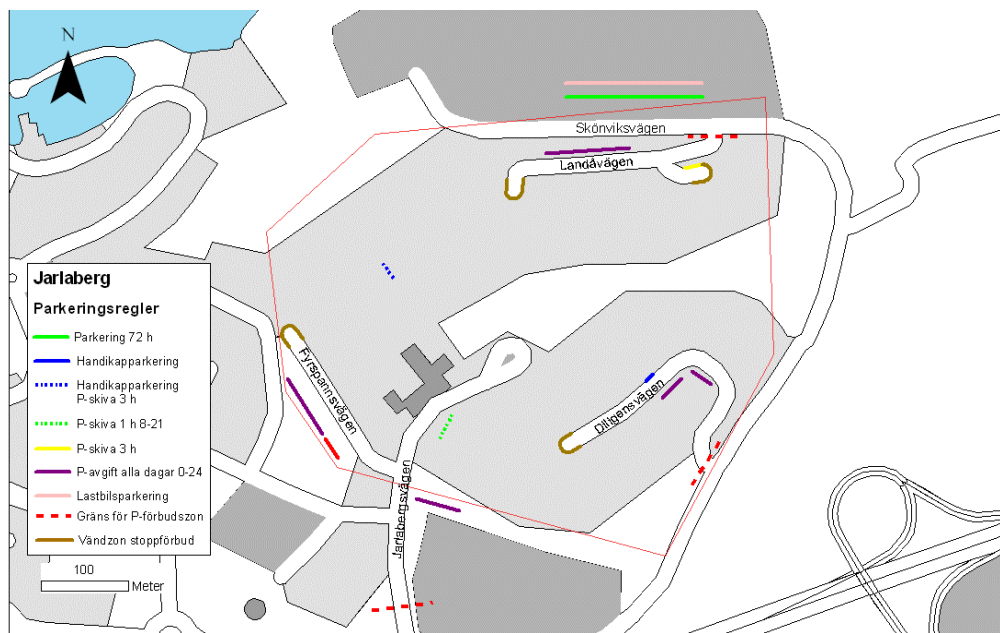 N
Skönviksvägen
Landåvägen
Jarlaberg
Parkeringsregler
Parkering 72 h
Handikapparkering
Handikapparkering
P-skiva 3 h
P-skiva 1 h 8-21
P-skiva 3 h
P-avgift alla dagar 0-24
Lastbilsparkering
Gräns för P-förbudszon
Vändzon stoppförbud
100
Meter
Fyrspannsvägen
Diligensvägen
Jarlabergsvägen